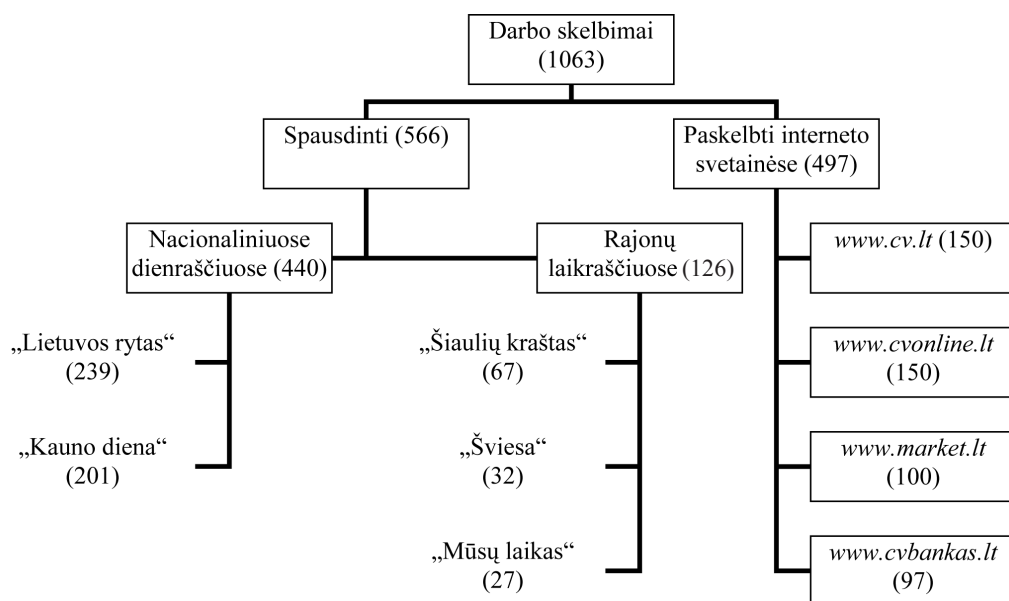 Darbo skelbimai
(1063)
Spausdinti (566)
Paskelbti interneto
svetainėse (497)
Nacionaliniuose
dienraščiuose (440)
Rajonų
laikraščiuose (126)
www.cv.lt (150)
„Lietuvos rytas“
(239)
„Šiaulių kraštas“
(67)
www.cvonline.lt
(150)
„Kauno diena“
(201)
„Šviesa“
(32)
www.market.lt
(100)
„Mūsų laikas“
(27)
www.cvbankas.lt
(97)